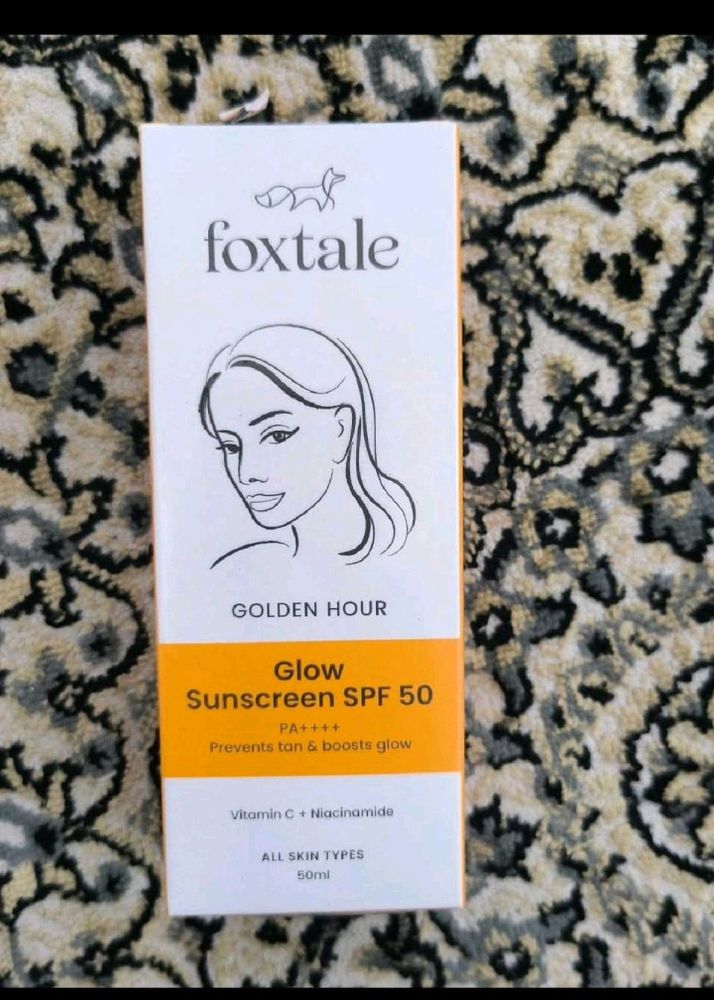 foxtale
GOLDEN HOUR
Glow
Sunscreen SPF 50
PA++++
Prevents tan & boosts glow
Vitamin C + Niacinamide
ALL SKIN TYPES
50ml